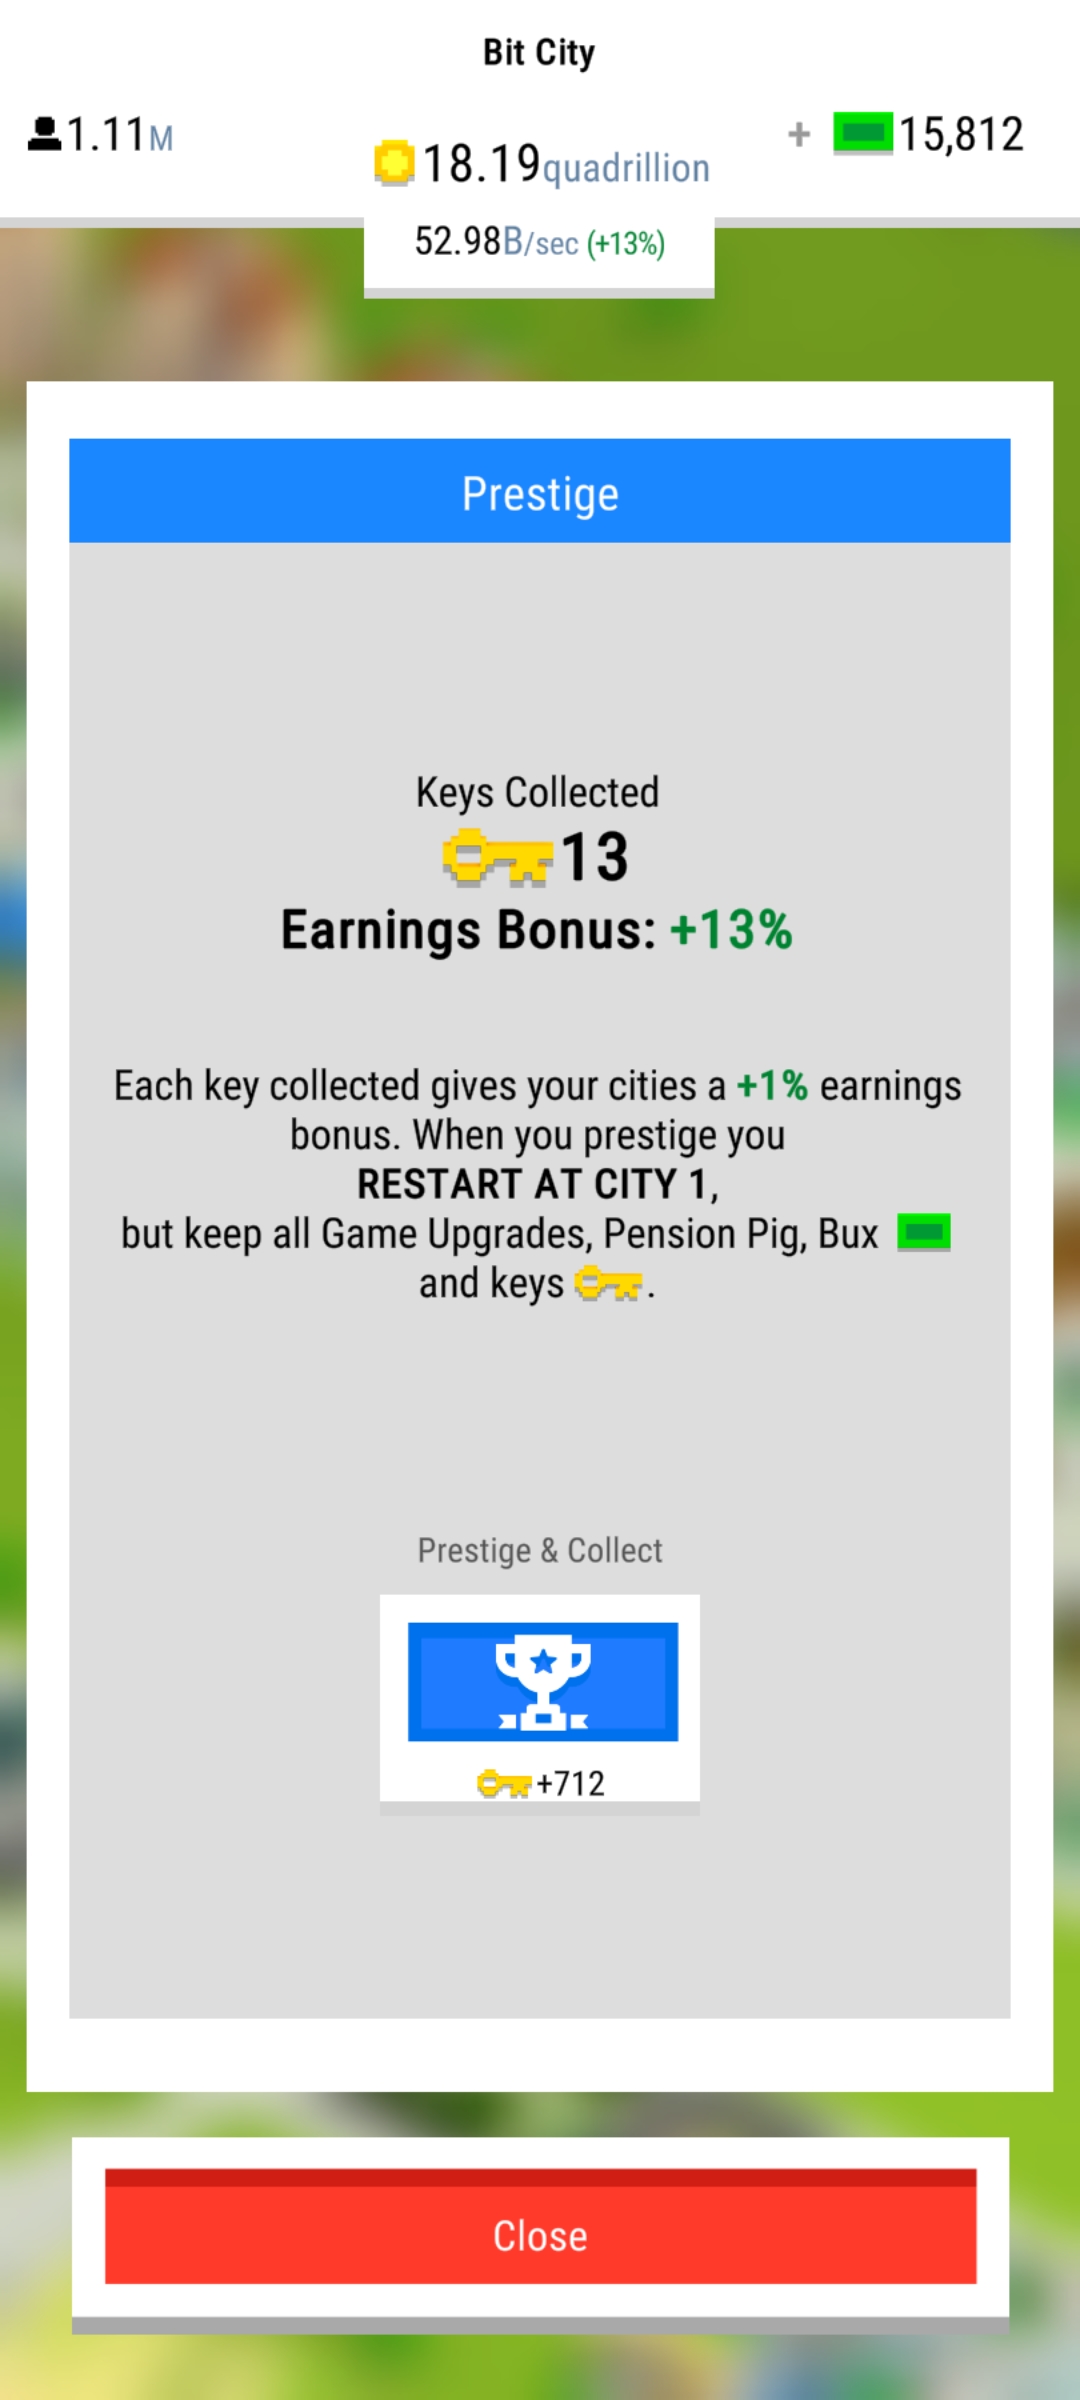 Bit City
1.11M
18.19quadrillion
+ 15,812
52.98B/sec (+13%)
Prestige
Keys Collected
13
Earnings Bonus: +13%
Each key collected gives your cities a +1% earnings
bonus. When you prestige you
RESTART AT CITY 1,
but keep all Game Upgrades, Pension Pig, Bux
and keys .
Prestige & Collect
+712
Close